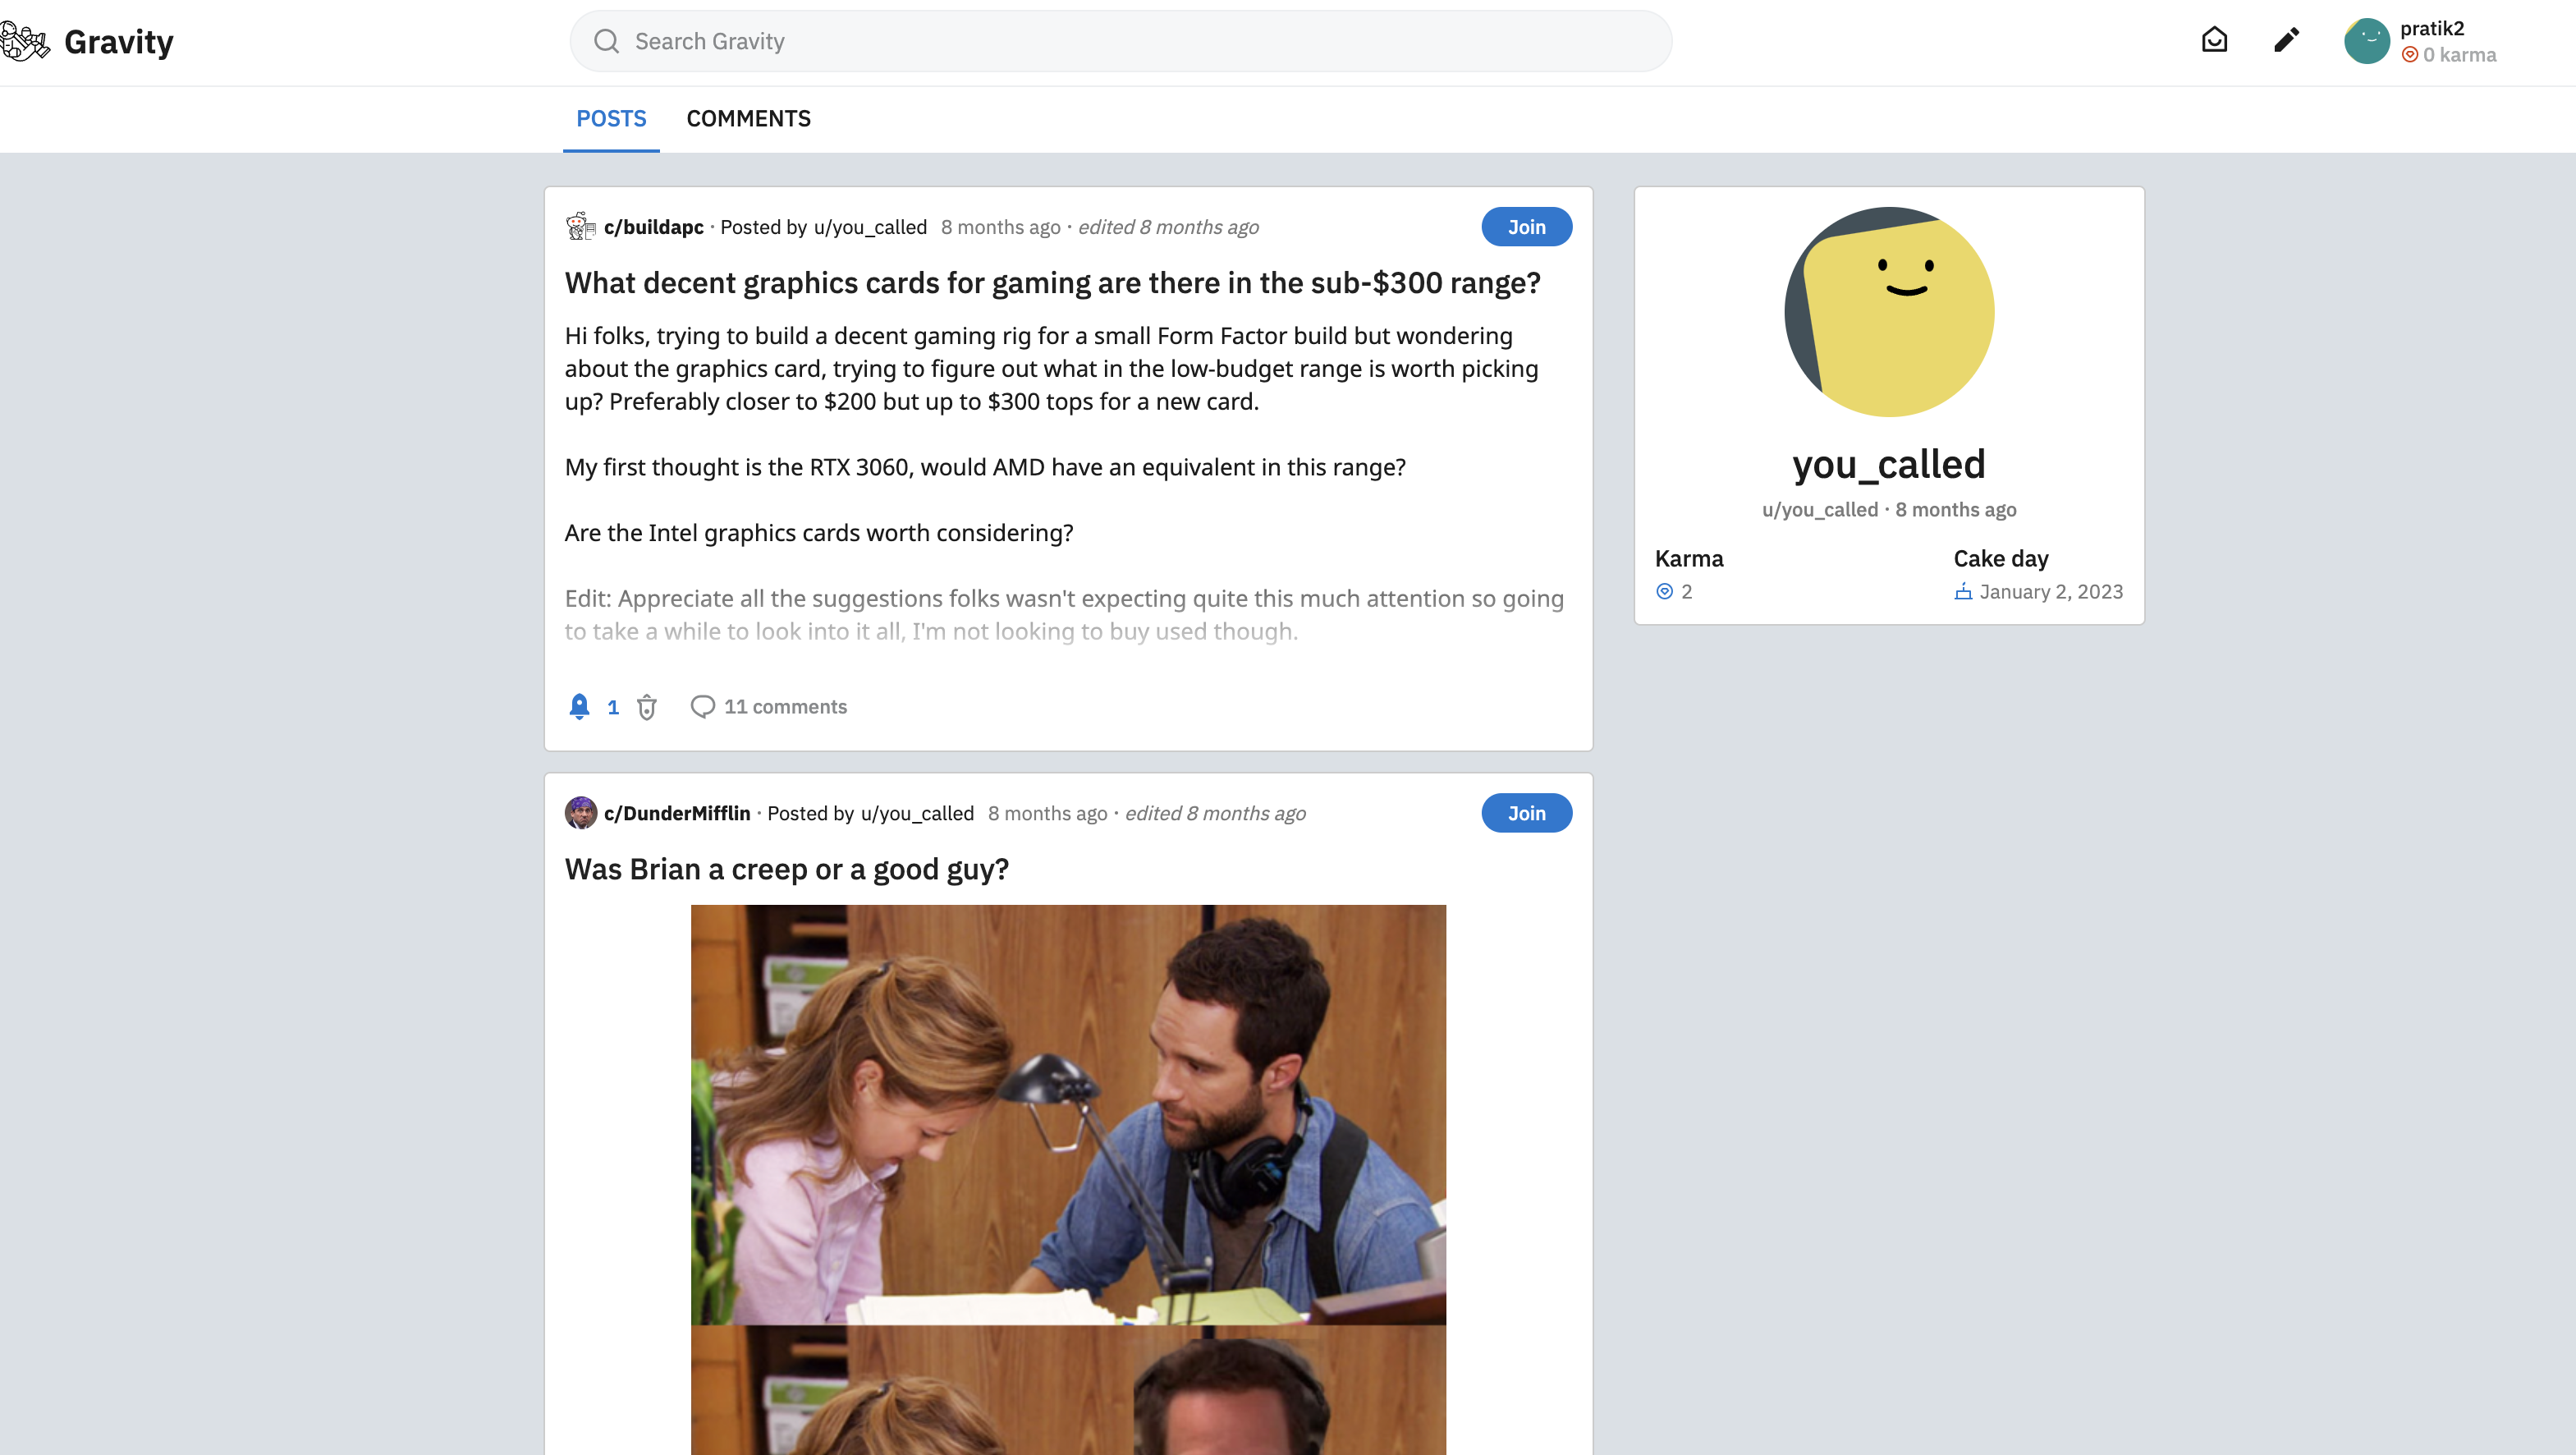 Gravity
Search Gravity
pratik2
0 karma
POSTS
COMMENTS
c/buildapc · Posted by u/you_called 8 months ago · edited 8 months ago
Join
What decent graphics cards for gaming are there in the sub-$300 range?
Hi folks, trying to build a decent gaming rig for a small Form Factor build but wondering
about the graphics card, trying to figure out what in the low-budget range is worth picking
up? Preferably closer to $200 but up to $300 tops for a new card.
My first thought is the RTX 3060, would AMD have an equivalent in this range?
Are the Intel graphics cards worth considering?
Edit: Appreciate all the suggestions folks wasn't expecting quite this much attention so going
to take a while to look into it all, I'm not looking to buy used though.
1
11 comments
you_called
u/you_called · 8 months ago
Karma
Cake day
2
January 2, 2023
c/DunderMifflin · Posted by u/you_called 8 months ago · edited 8 months ago
Join
Was Brian a creep or a good guy?